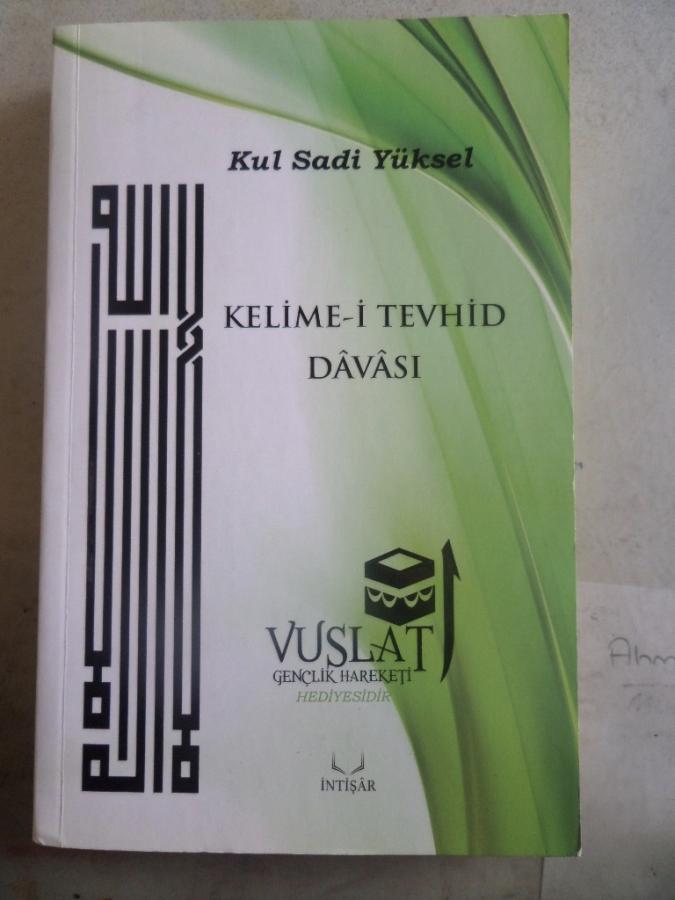 Kul Sadi Yüksel
KELİME-İ TEVHİD
DÂVÂSI
VUSLAT
GENÇLİK HAREKETİ
HEDİYESİDİR
İNTİŞÂR